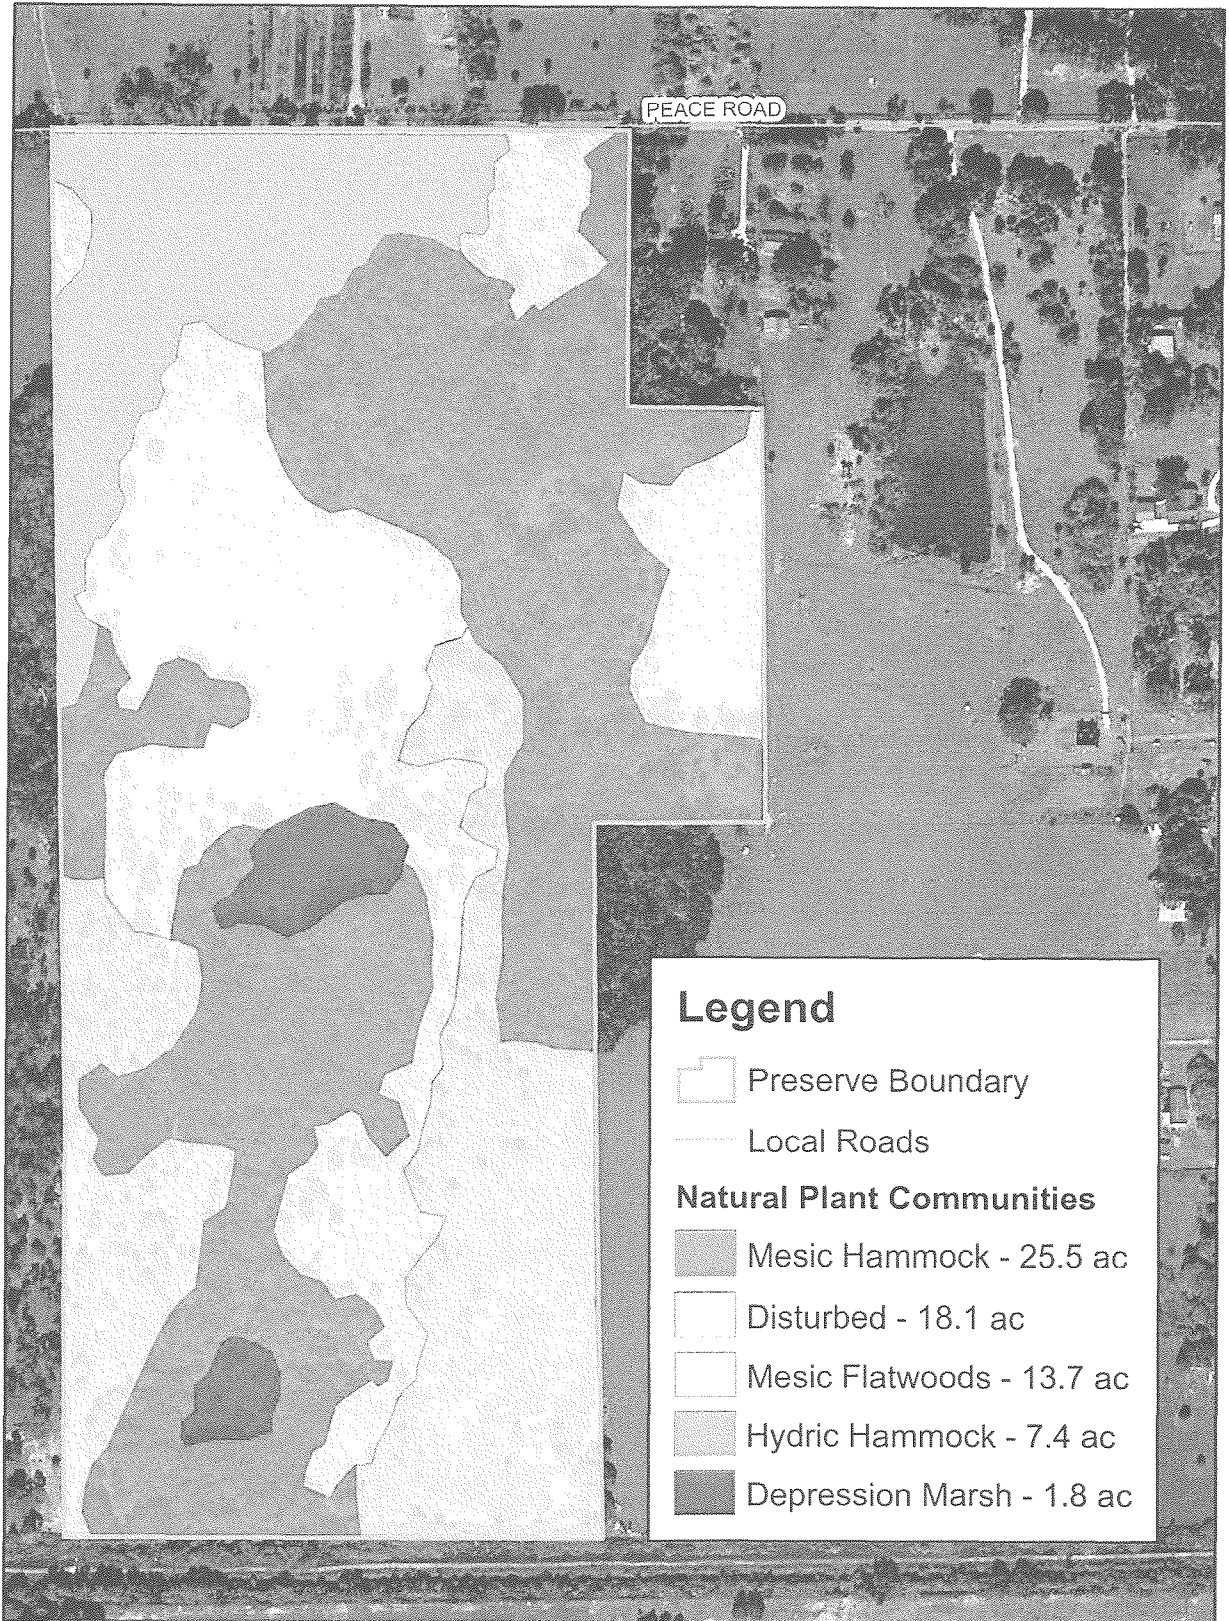 PEACE ROAD
Legend
Preserve Boundary
Local Roads
Natural Plant Communities
Mesic Hammock - 25.5 ac
Disturbed - 18.1 ac
Mesic Flatwoods - 13.7 ac
Hydric Hammock - 7.4 ac
Depression Marsh - 1.8 ac